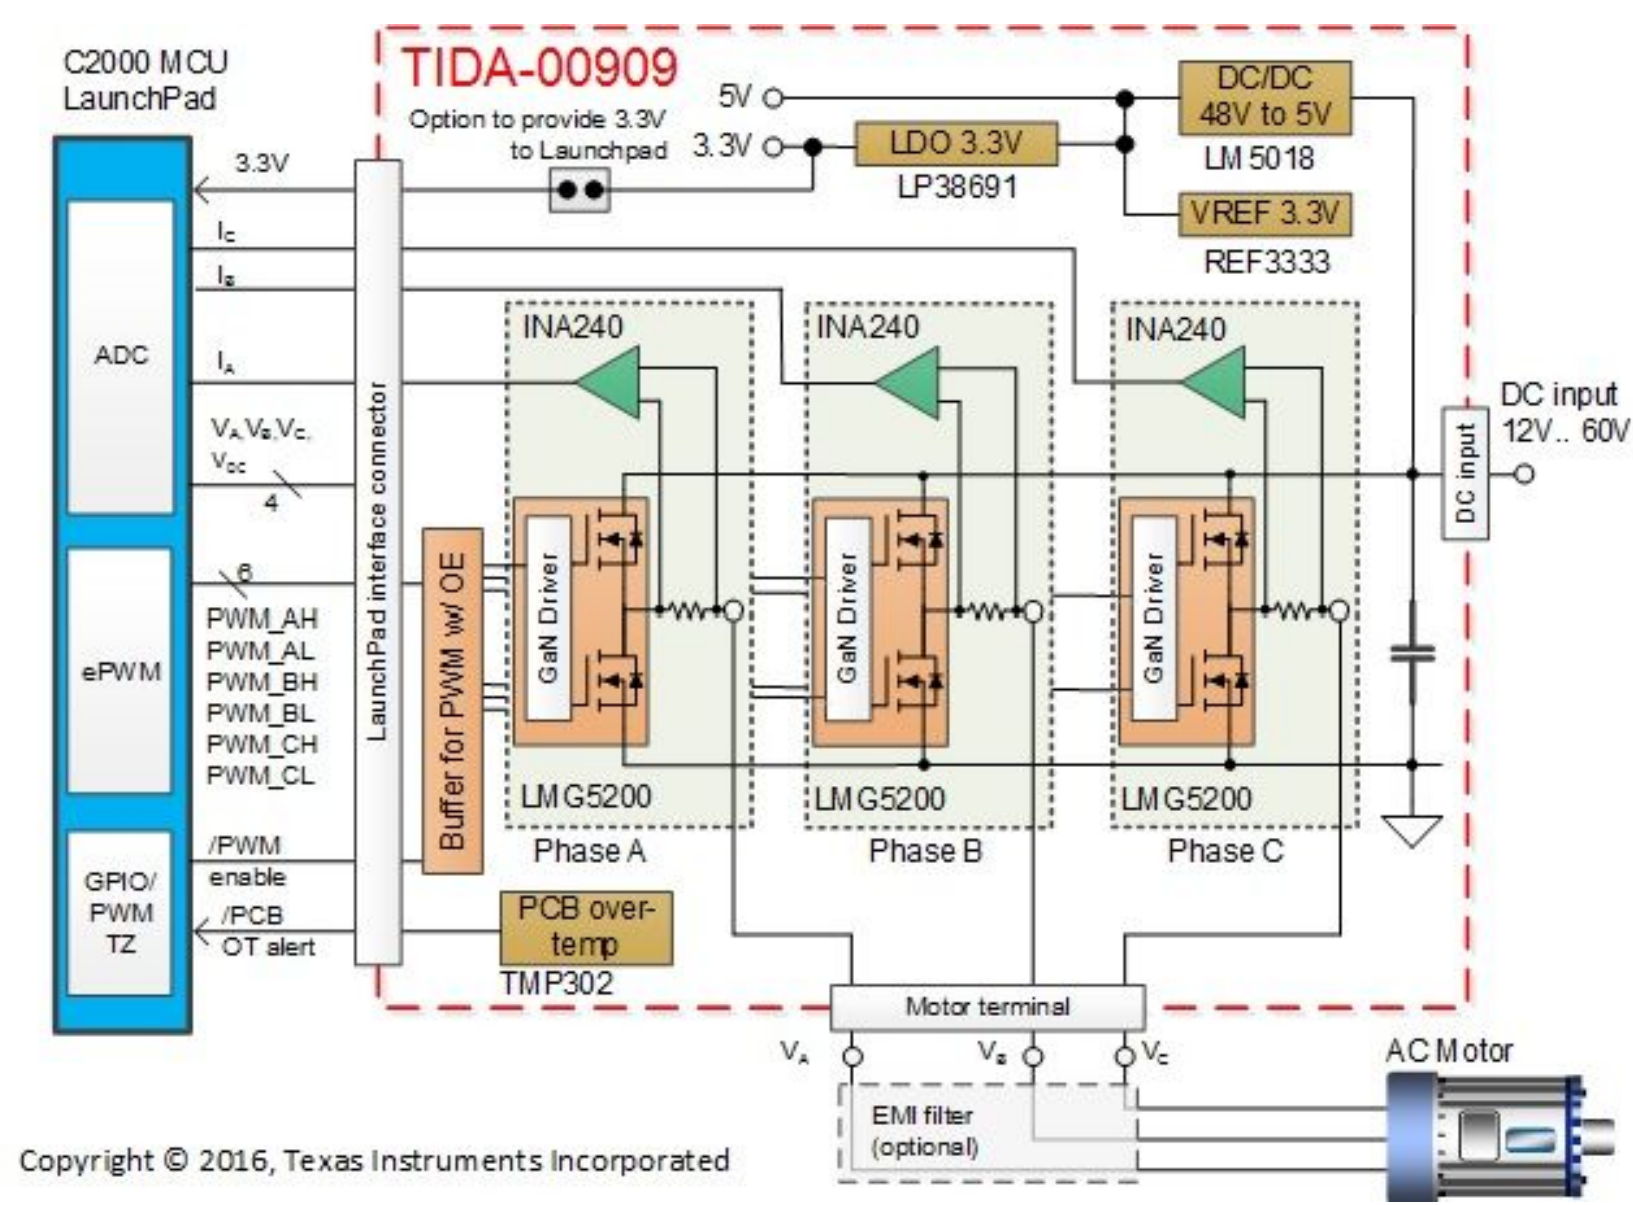 C2000 MCU
LaunchPad
TIDA-00909
Option to provide 3.3V
to Launchpad
5V
3.3V
LDO 3.3V
LP38691
DC/DC
48V to 5V
LM5018
VREF 3.3V
REF3333
3.3V
IC
IB
IA
VA,VB,VC,
VDC
4
ADC
LaunchPad interface connector
INA240
INA240
INA240
DC input
12V.. 60V
DC input
6
PWM_AH
PWM_AL
PWM_BH
PWM_BL
PWM_CH
PWM_CL
ePWM
Buffer for PWM w/ OE
GaN Driver
GaN Driver
GaN Driver
LMG5200
LMG5200
LMG5200
Phase A
Phase B
Phase C
/PWM
enable
/PCB
OT alert
GPIO/
PWM
TZ
PCB over-
temp
TMP302
Motor terminal
VA
VB
VC
EMI filter
(optional)
AC Motor
Copyright © 2016, Texas Instruments Incorporated